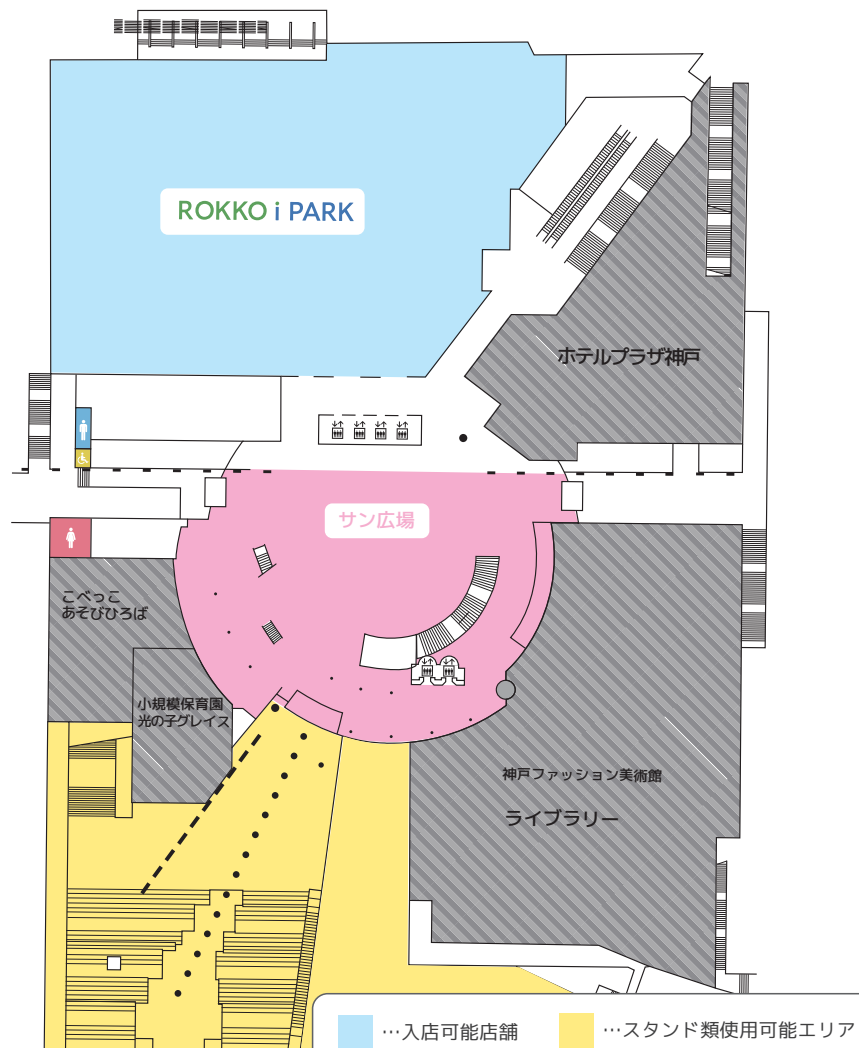 ROKKO i PARK
ホテルプラザ神戸
サン広場
こべっこ
あそびひろば
小規模保育園
光の子グレイス
神戸ファッション美術館
ライブラリー
…入店可能店舗
…スタンド類使用可能エリア